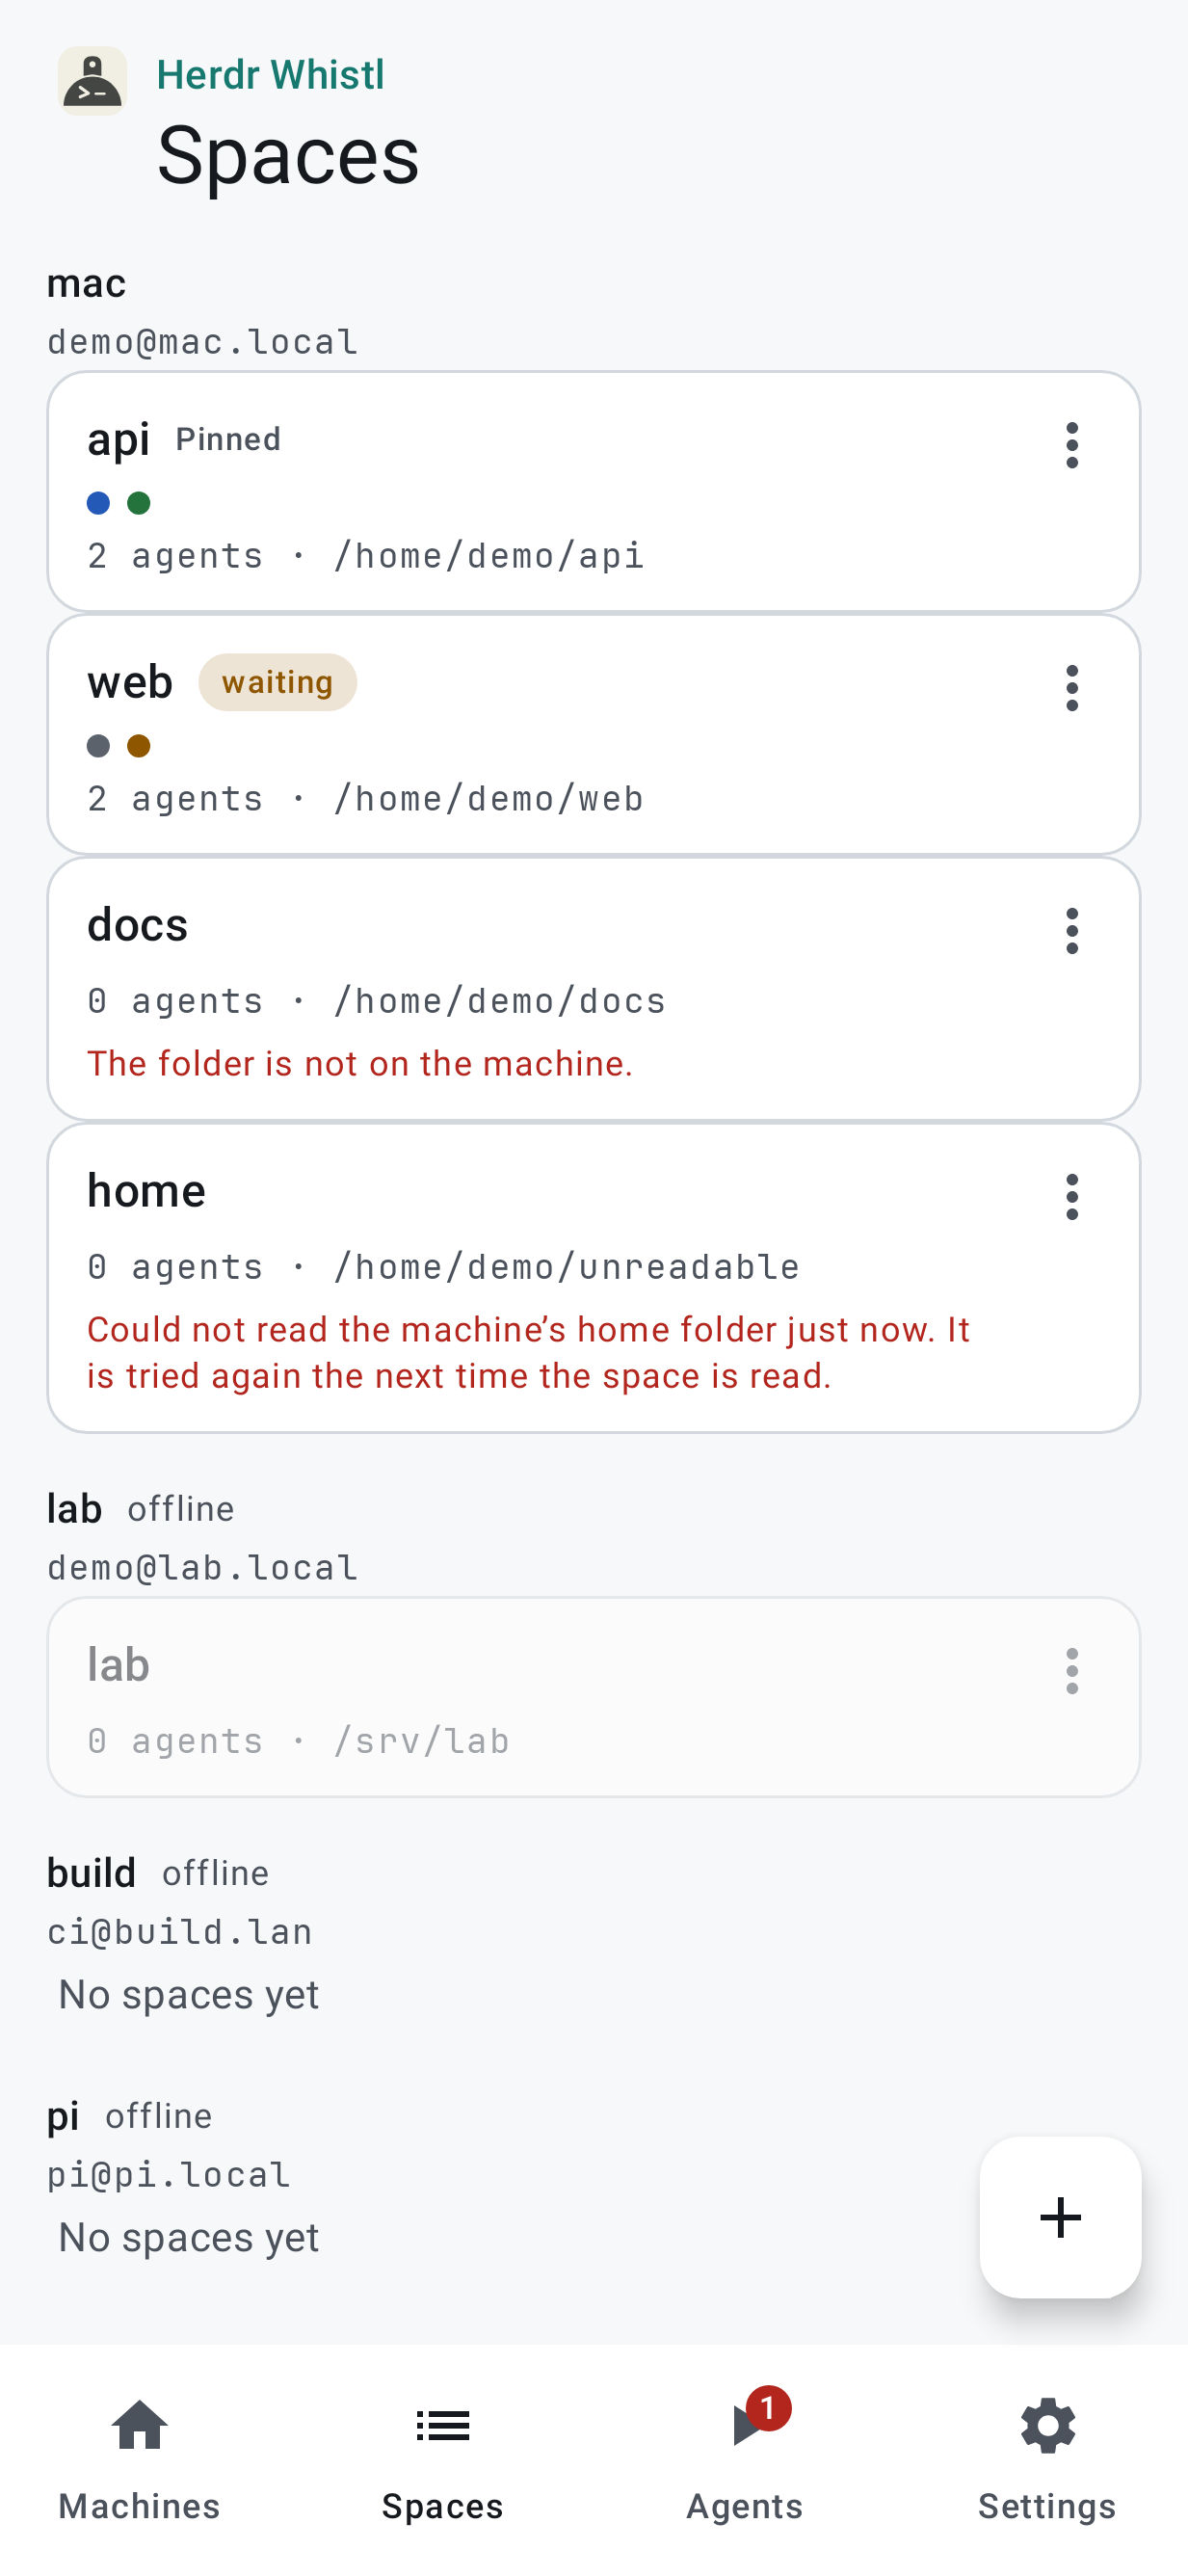 Herdr Whistl
Spaces
mac
demo@mac.local
api Pinned
2 agents · /home/demo/api
web waiting
2 agents · /home/demo/web
docs
0 agents · /home/demo/docs
The folder is not on the machine.
home
0 agents · /home/demo/unreadable
Could not read the machine’s home folder just now. It
is tried again the next time the space is read.
lab offline
demo@lab.local
lab
0 agents · /srv/lab
build offline
ci@build.lan
No spaces yet
pi offline
pi@pi.local
No spaces yet
1
Machines Spaces Agents Settings